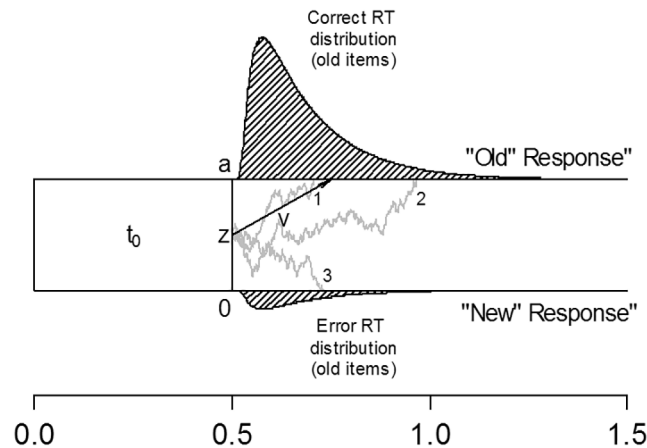 Correct RT
distribution
(old items)
a
"Old" Response"
1
2
V
t0
z
3
0
"New" Response"
Error RT
distribution
(old items)
0.0 0.5 1.0 1.5